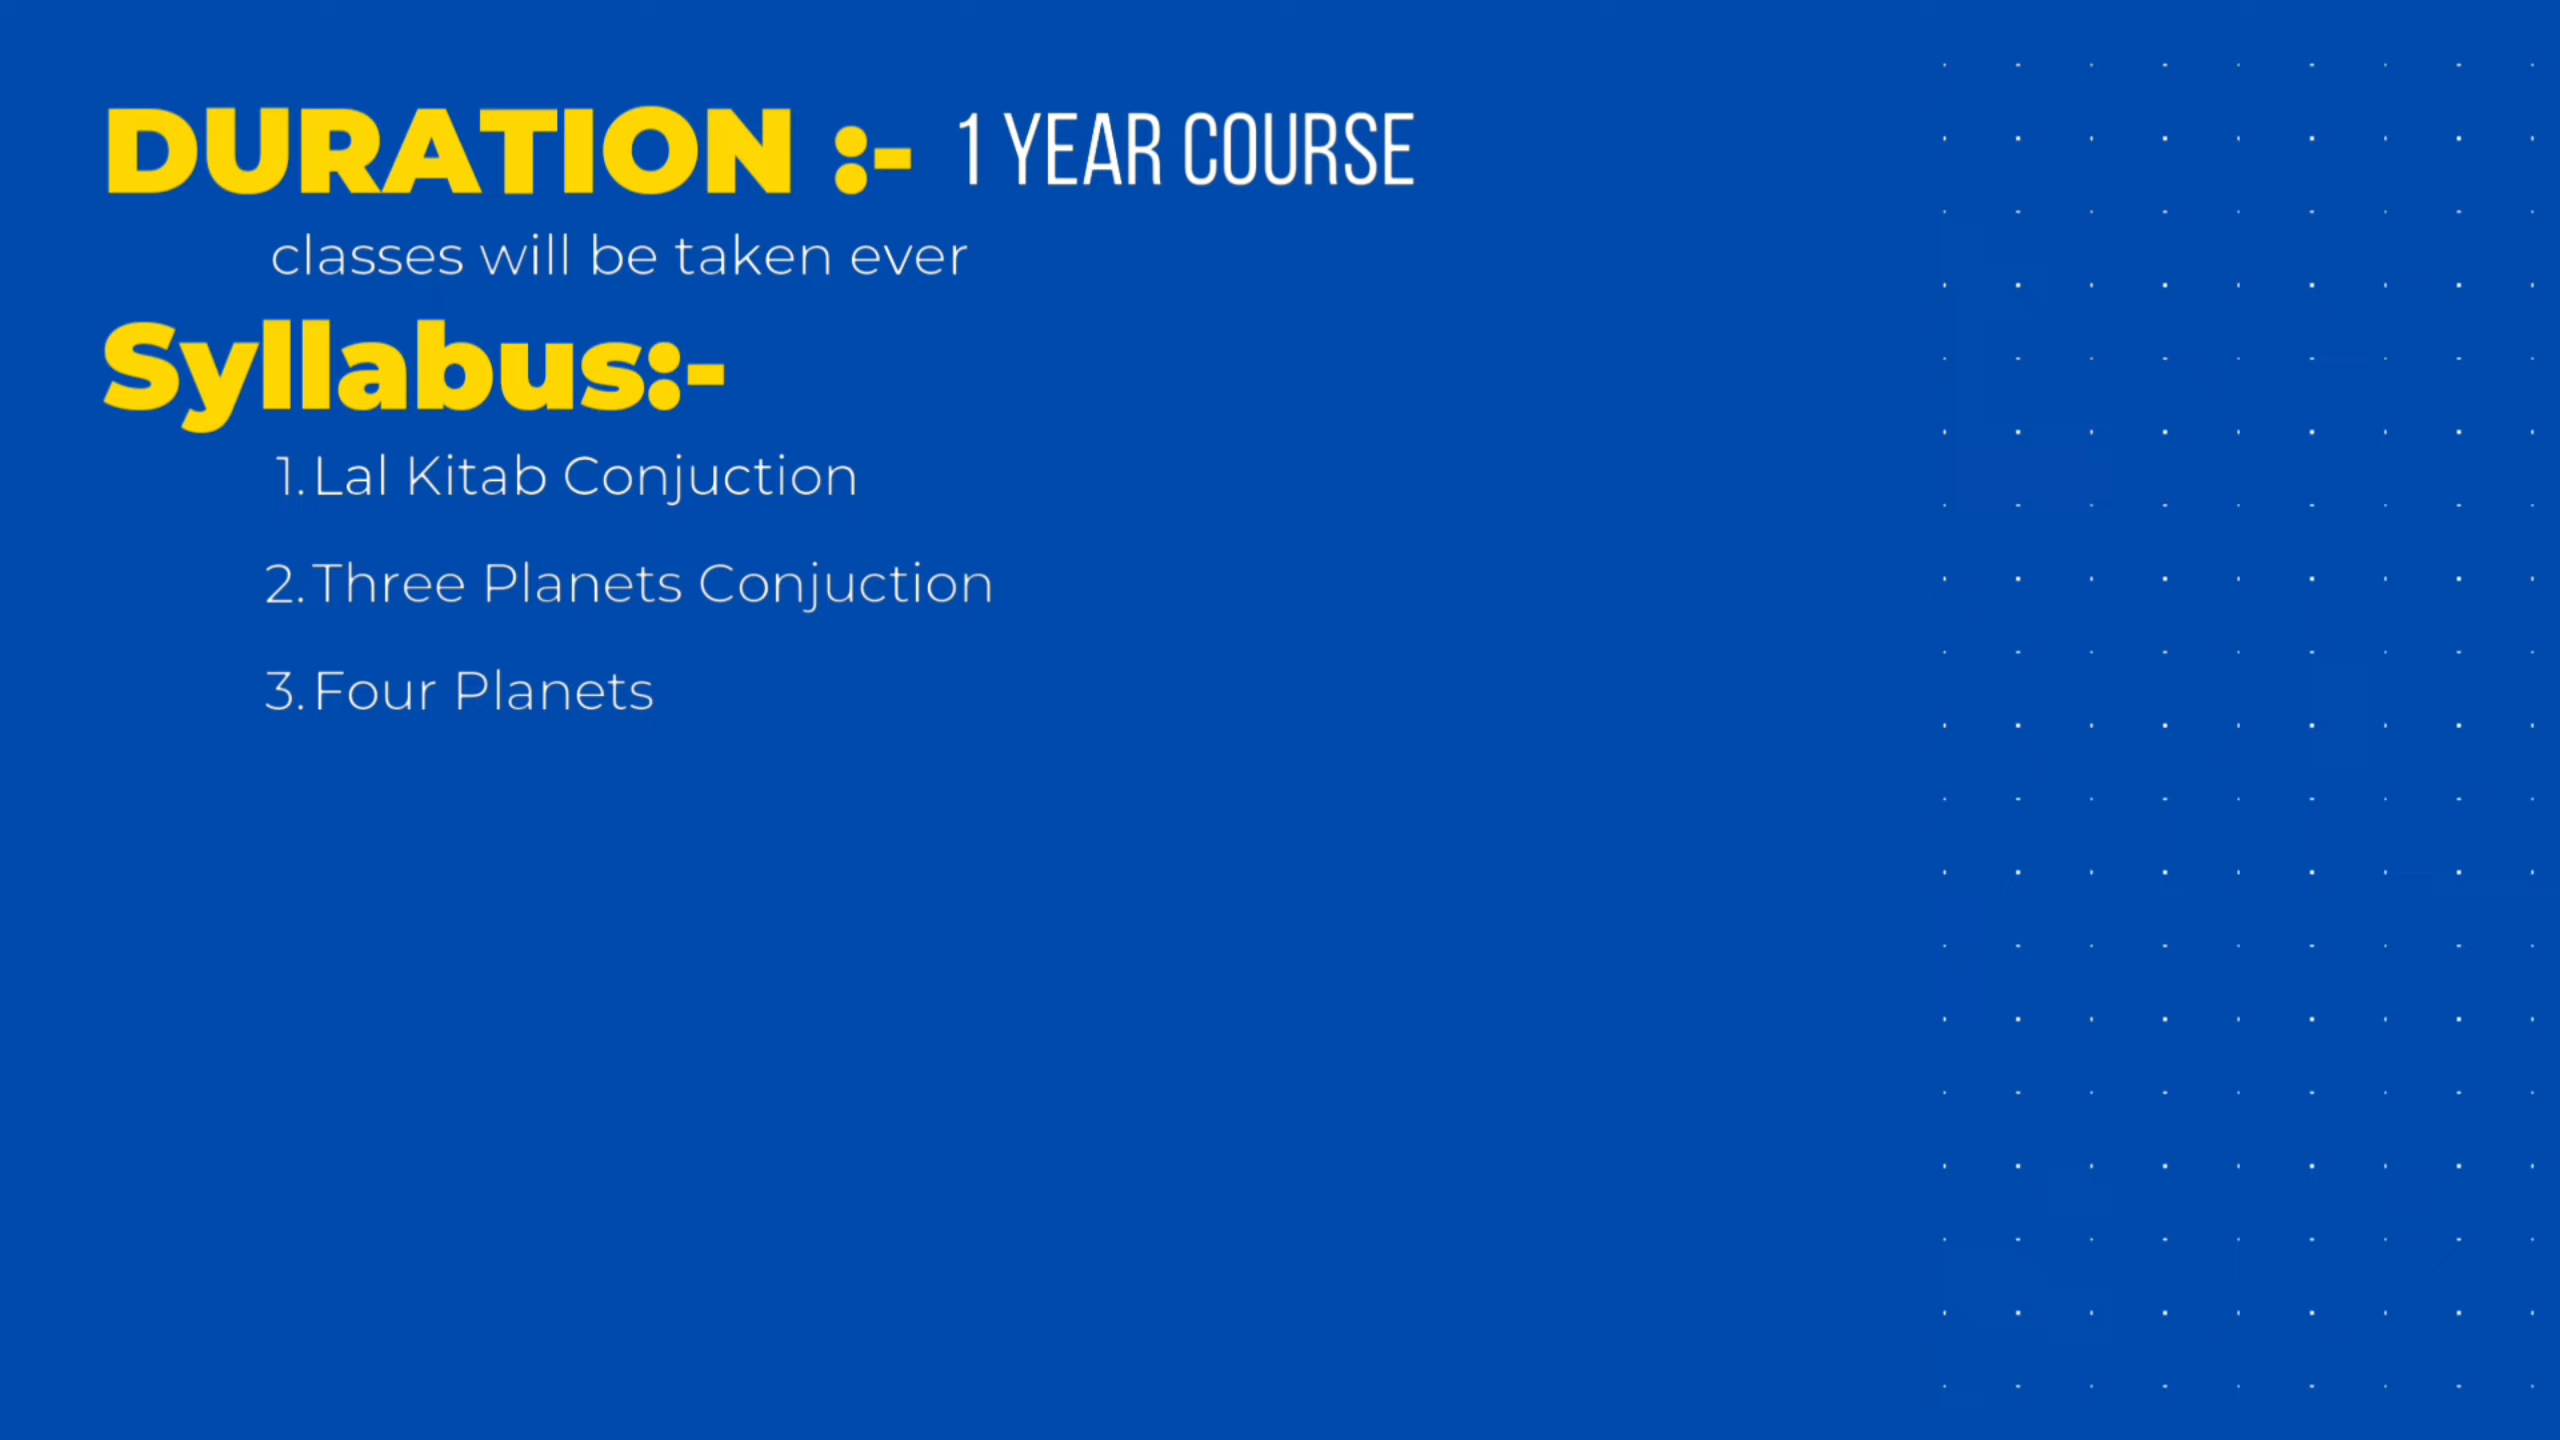 DURATION :- 1 YEAR COURSE
classes will be taken ever
Syllabus:-
1. Lal Kitab Conjuction
2. Three Planets Conjuction
3. Four Planets